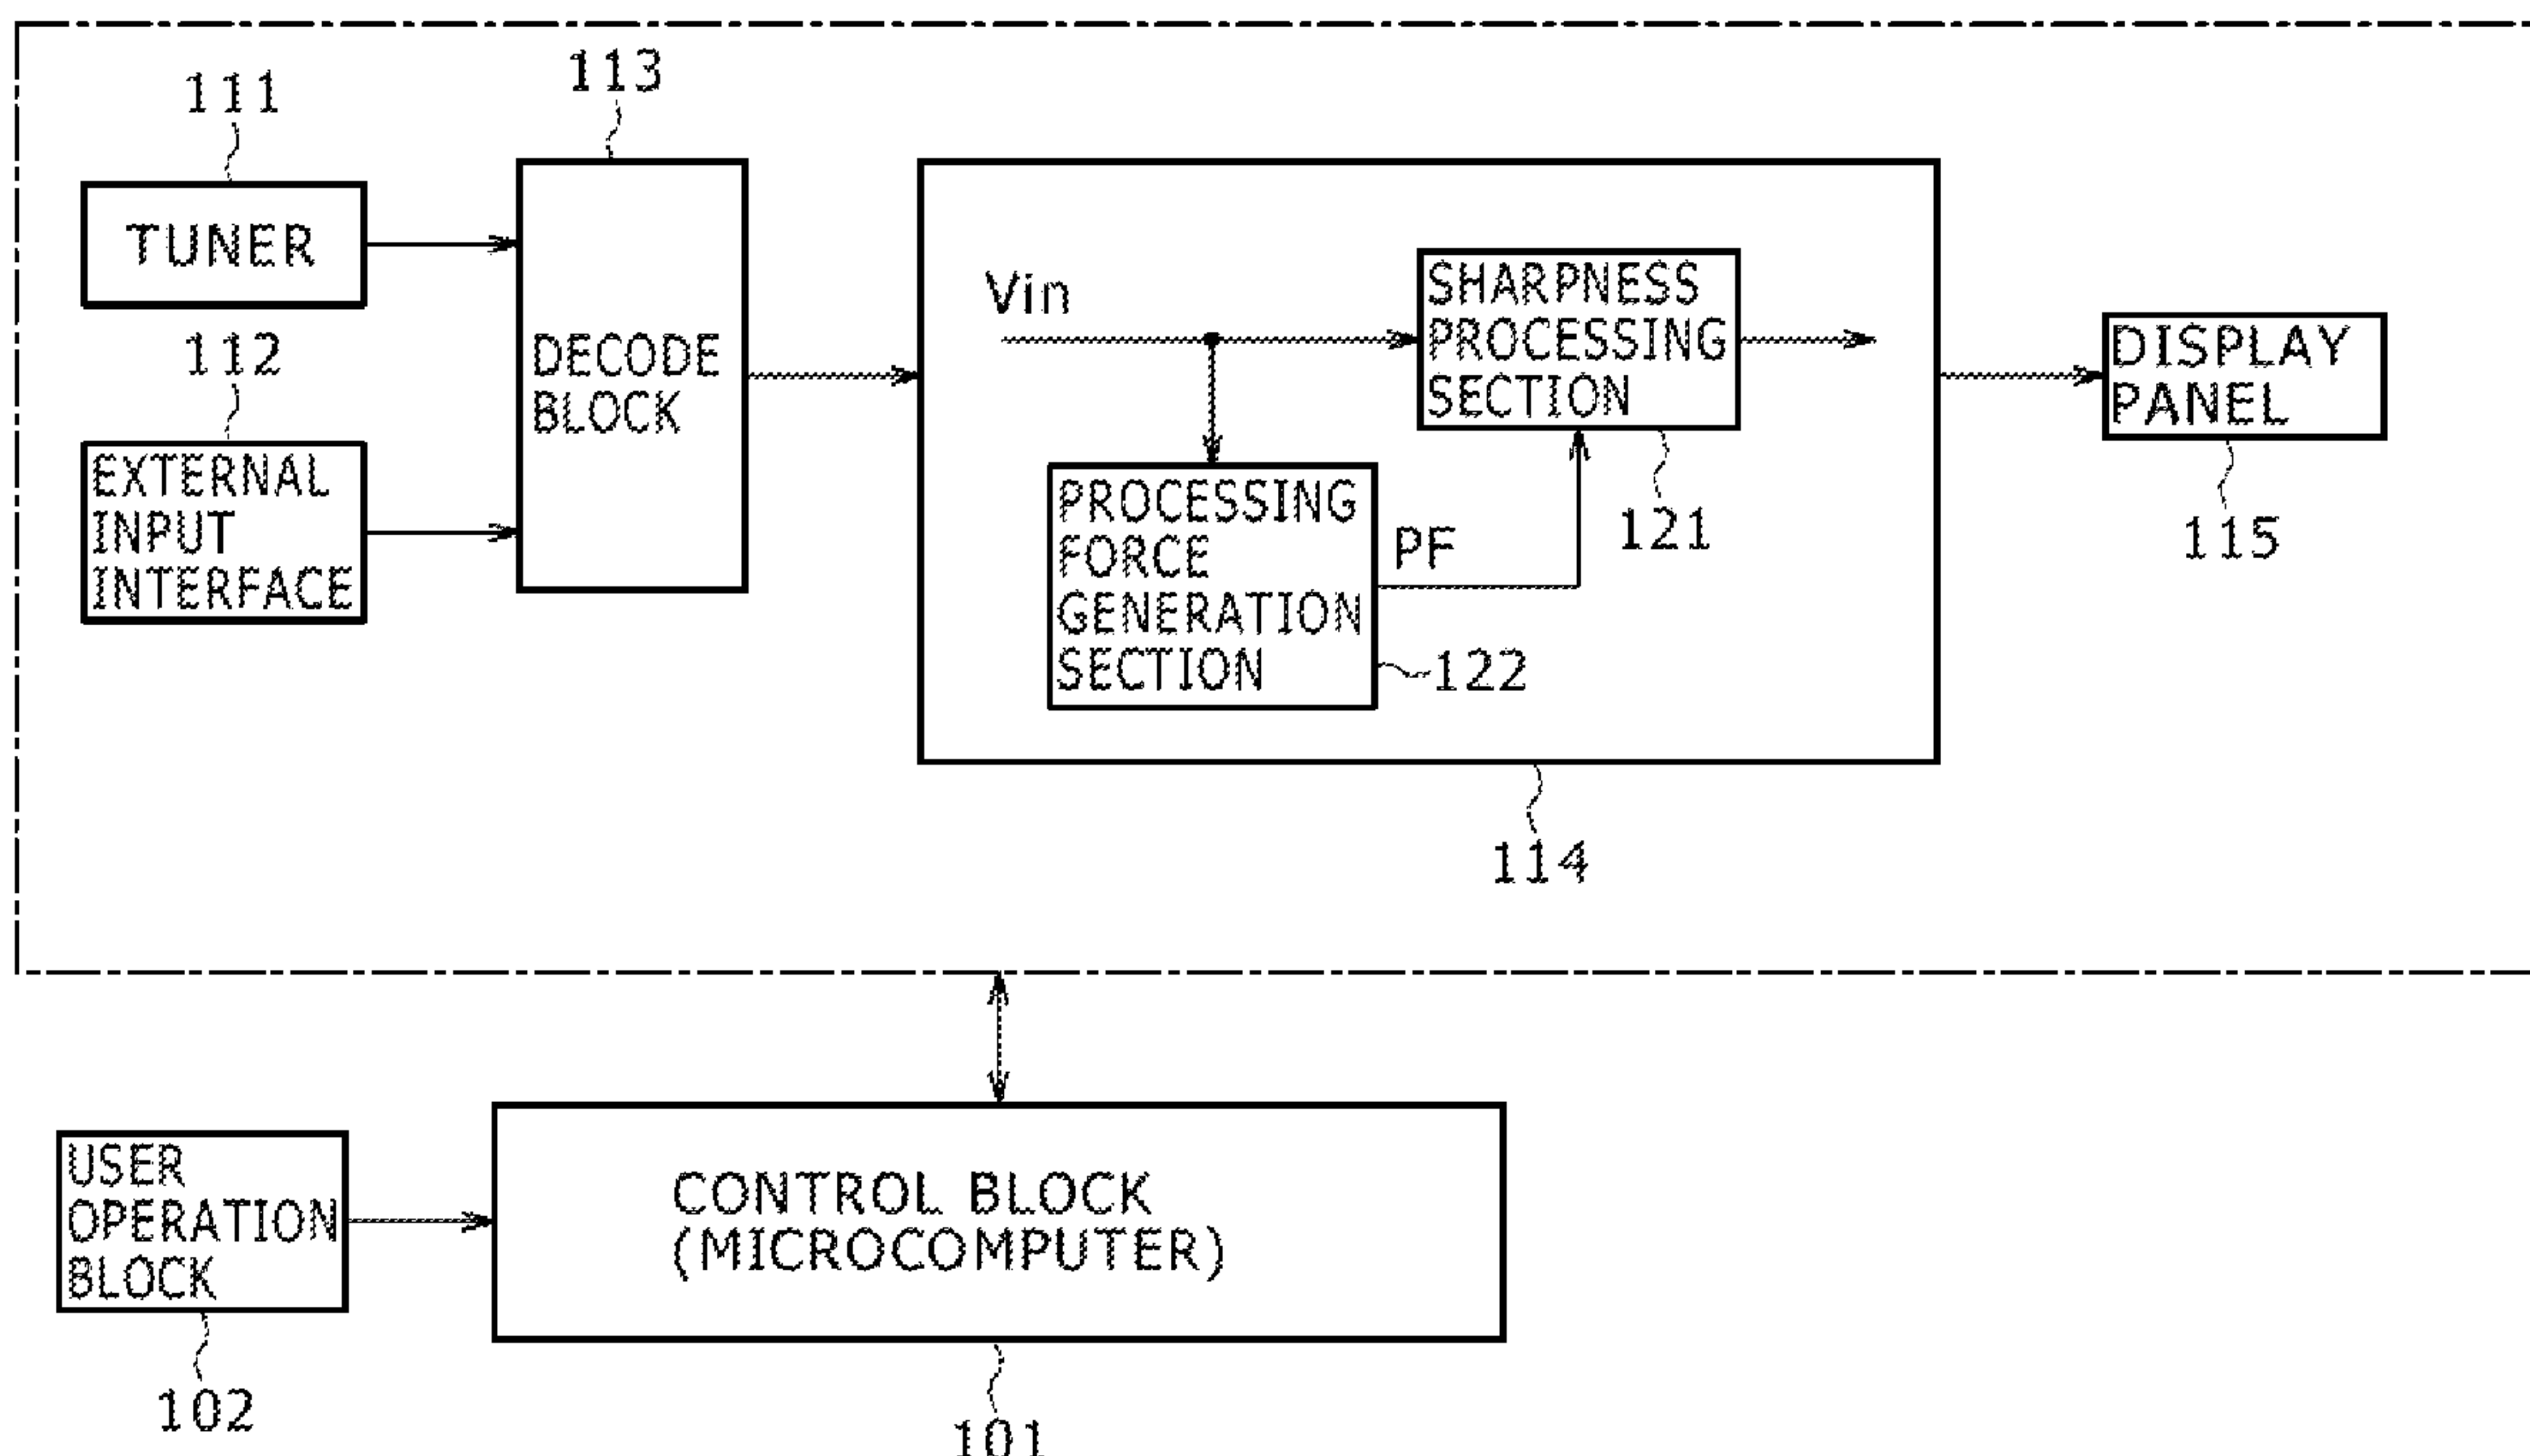 111
113
TUNER
112
EXTERNAL
INPUT
INTERFACE
DECODE
BLOCK
Vin
SHARPNESS
PROCESSING
SECTION
121
PROCESSING
FORCE
GENERATION
SECTION
PF
122
114
DISPLAY
PANEL
115
USER
OPERATION
BLOCK
102
CONTROL BLOCK
(MICROCOMPUTER)
101